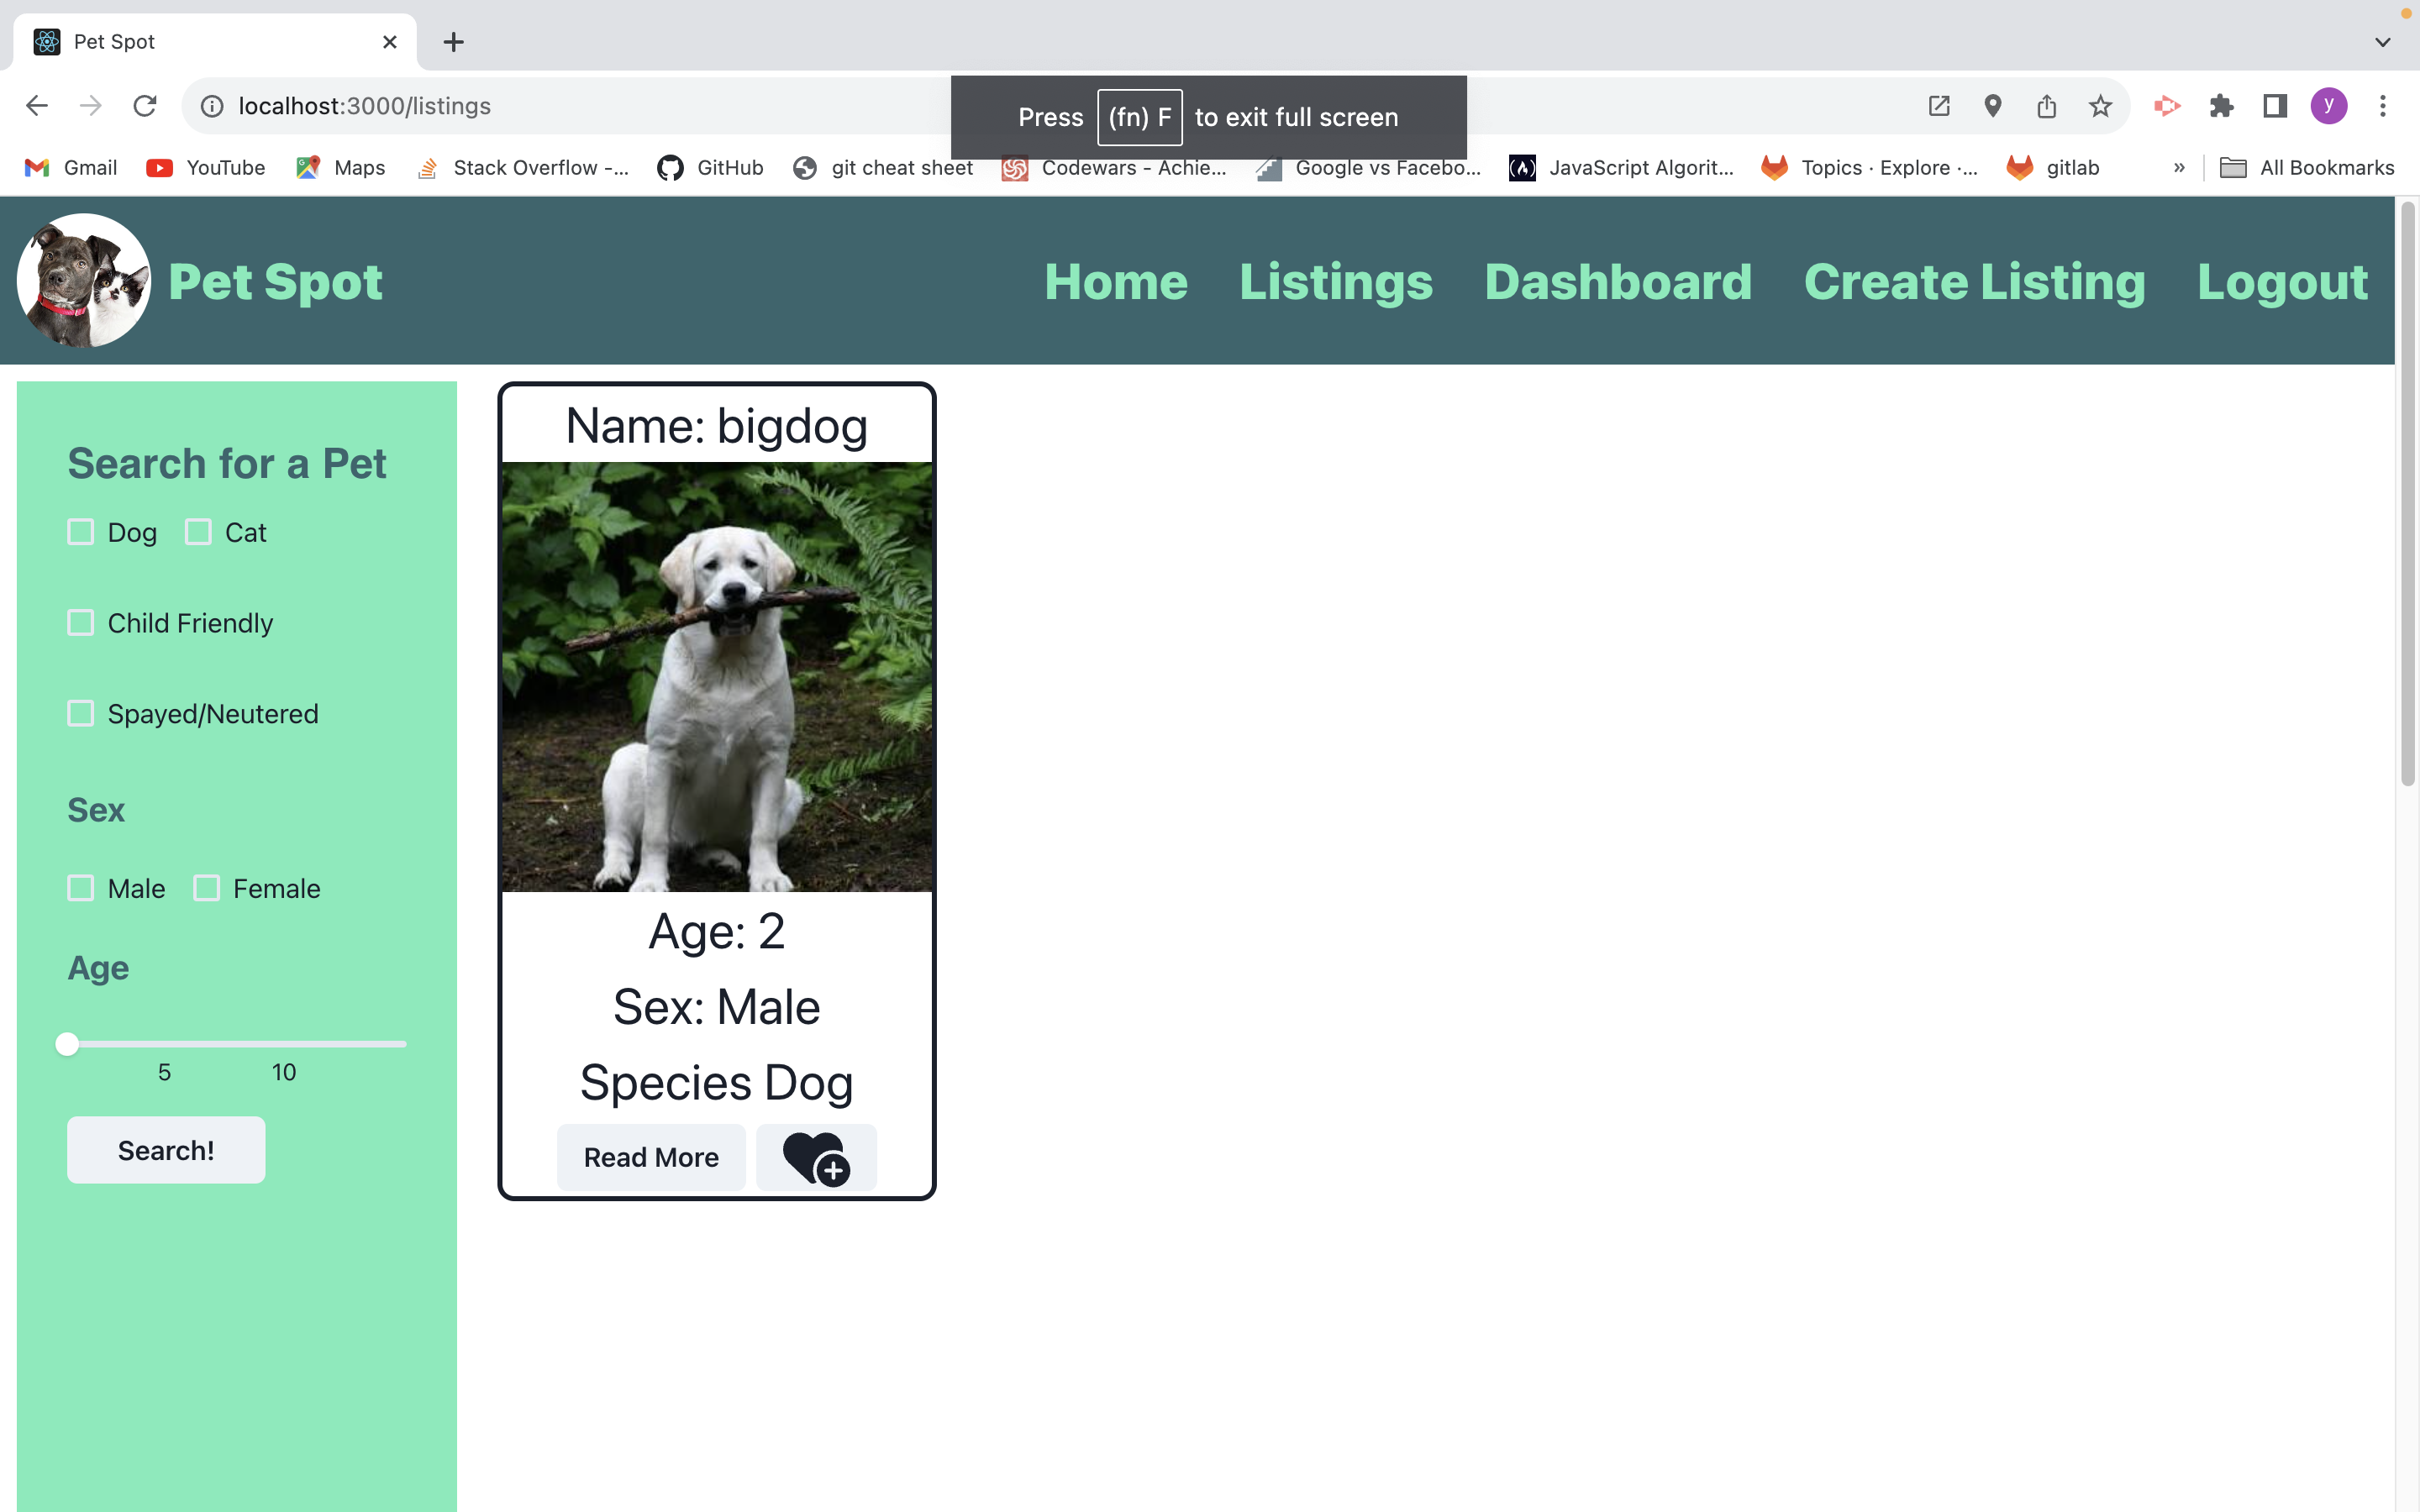 Pet Spot
localhost:3000/listings
Press (fn) F to exit full screen
y
Gmail YouTube Maps Stack Overflow -... GitHub git cheat sheet Codewars - Achie... Google vs Facebo... JavaScript Algorit... Topics · Explore ·... gitlab » All Bookmarks
Pet Spot Home Listings Dashboard Create Listing Logout
Search for a Pet
Dog Cat
Child Friendly
Spayed/Neutered
Sex
Male Female
Age
5 10
Search!
Name: bigdog
Age: 2
Sex: Male
Species Dog
Read More